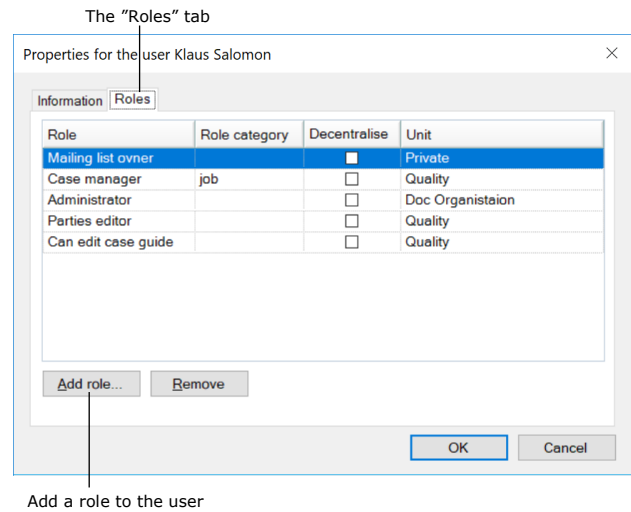 The "Roles" tab
Properties for the user Klaus Salomon
Information Roles
Role Role category Decentralise Unit
Mailing list owner Private
Case manager job Quality
Administrator Doc Organistaion
Parties editor Quality
Can edit case guide Quality
Add role... Remove
OK Cancel
Add a role to the user